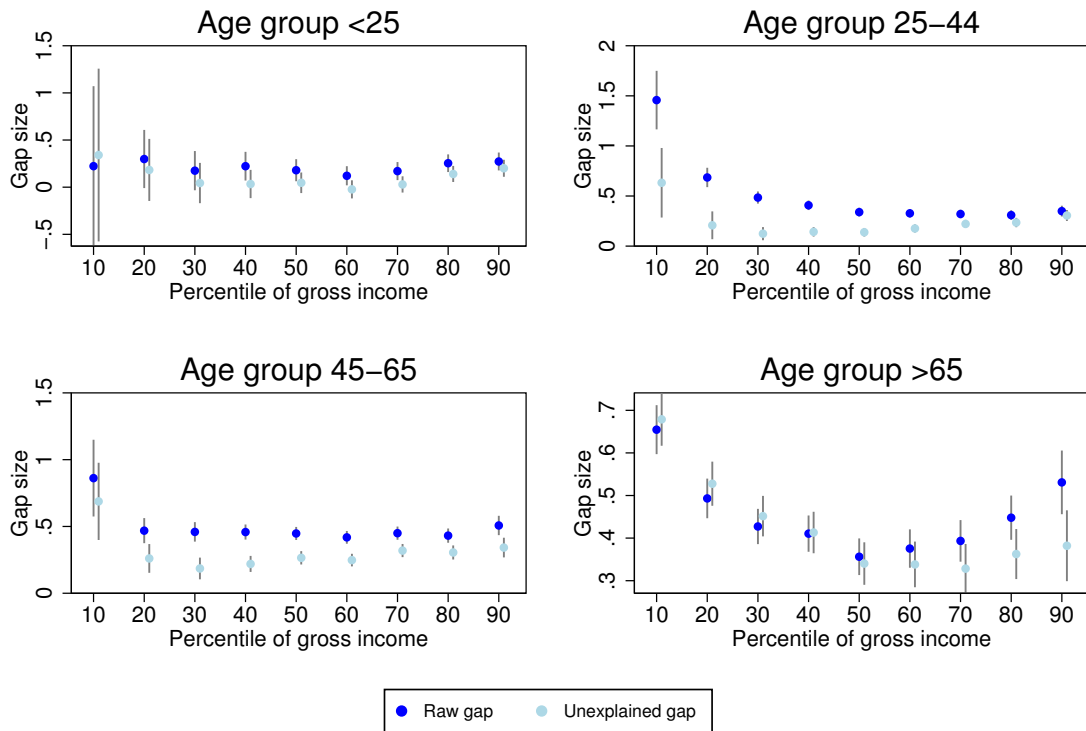 Age group <25
Gap size
1.5
1
.5
0
-.5
10 20 30 40 50 60 70 80 90
Percentile of gross income
Age group 25−44
Gap size
2
1.5
1
.5
0
10 20 30 40 50 60 70 80 90
Percentile of gross income
Age group 45−65
Gap size
1.5
1
.5
0
10 20 30 40 50 60 70 80 90
Percentile of gross income
Age group >65
Gap size
.7
.6
.5
.4
.3
10 20 30 40 50 60 70 80 90
Percentile of gross income
Raw gap Unexplained gap